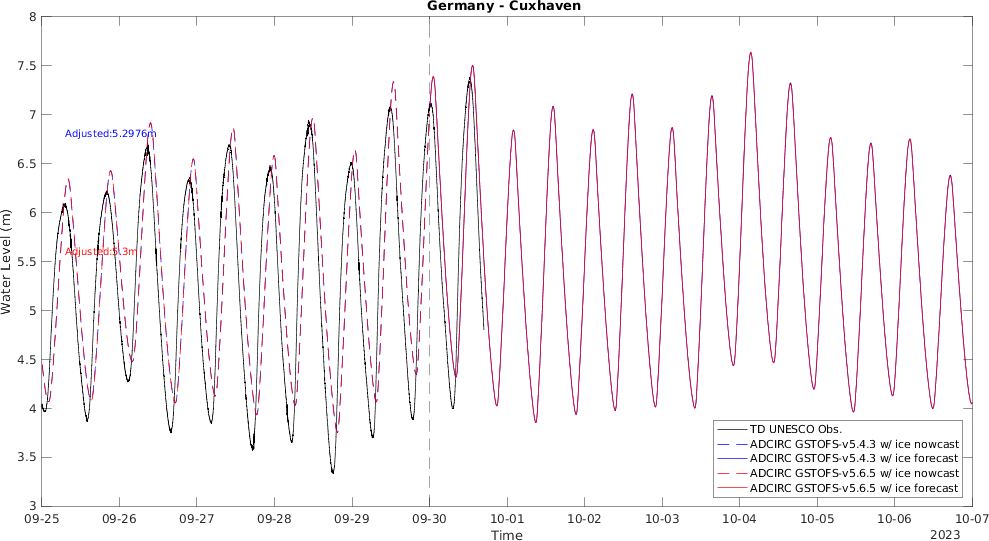 Germany - Cuxhaven
8
7.5
7
6.5
6
5.5
5
4.5
4
3.5
3
Water Level (m)
Adjusted:5.2976m
Adjusted:5.3m
TD UNESCO Obs.
ADCIRC GSTOFS-v5.4.3 w/ ice nowcast
ADCIRC GSTOFS-v5.4.3 w/ ice forecast
ADCIRC GSTOFS-v5.6.5 w/ ice nowcast
ADCIRC GSTOFS-v5.6.5 w/ ice forecast
09-25 09-26 09-27 09-28 09-29 09-30 10-01 10-02 10-03 10-04 10-05 10-06 10-07
Time
2023